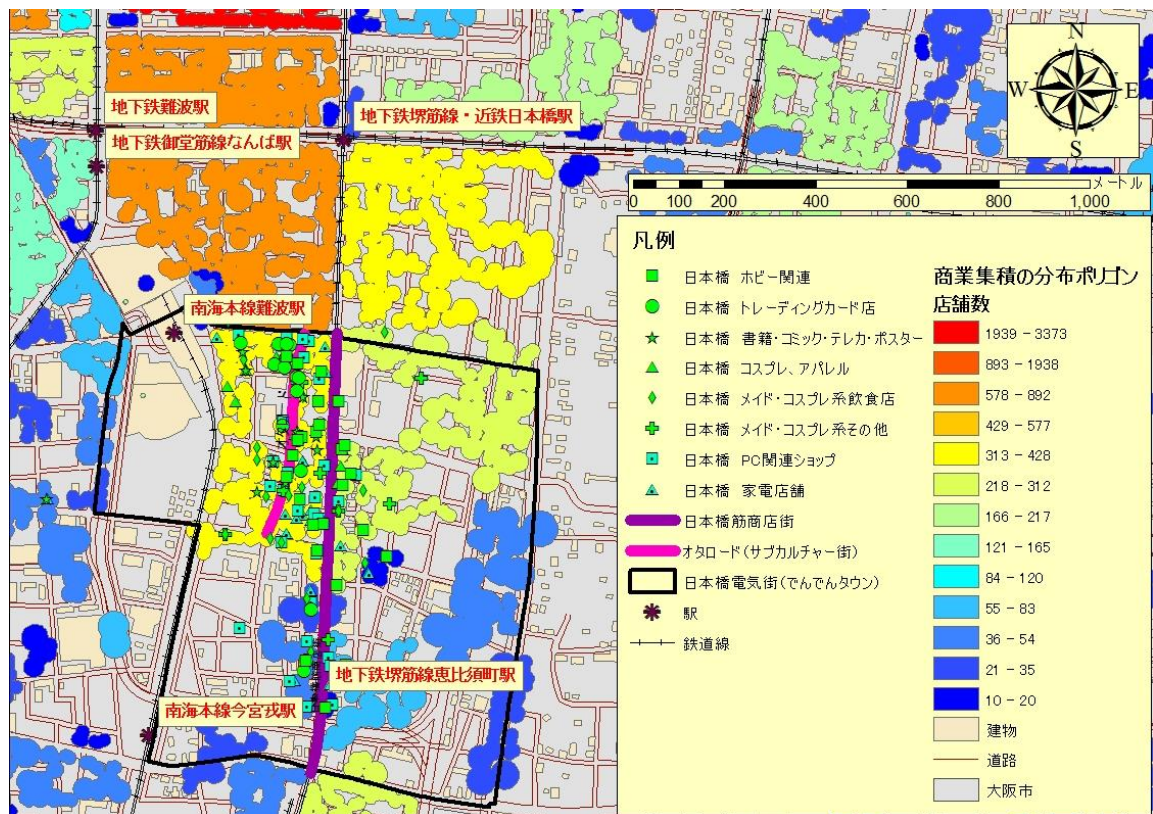 地下鉄難波駅
地下鉄御堂筋線なんば駅
地下鉄堺筋線・近鉄日本橋駅
南海本線難波駅
地下鉄堺筋線恵比須町駅
南海本線今宮戎駅
N
W
E
S
メートル
0 100 200 400 600 800 1,000
凡例
日本橋 ホビー関連
日本橋 トレーディングカード店
日本橋 書籍・コミック・テレカ・ポスター
日本橋 コスプレ、アパレル
日本橋 メイド・コスプレ系飲食店
日本橋 メイド・コスプレ系その他
日本橋 PC関連ショップ
日本橋 家電店舗
日本橋筋商店街
オタロード(サブカルチャー街)
日本橋電気街(でんでんタウン)
駅
鉄道線
商業集積の分布ポリゴン
店舗数
1939 - 3373
893 - 1938
578 - 892
429 - 577
313 - 428
218 - 312
166 - 217
121 - 165
84 - 120
55 - 83
36 - 54
21 - 35
10 - 20
建物
道路
大阪市